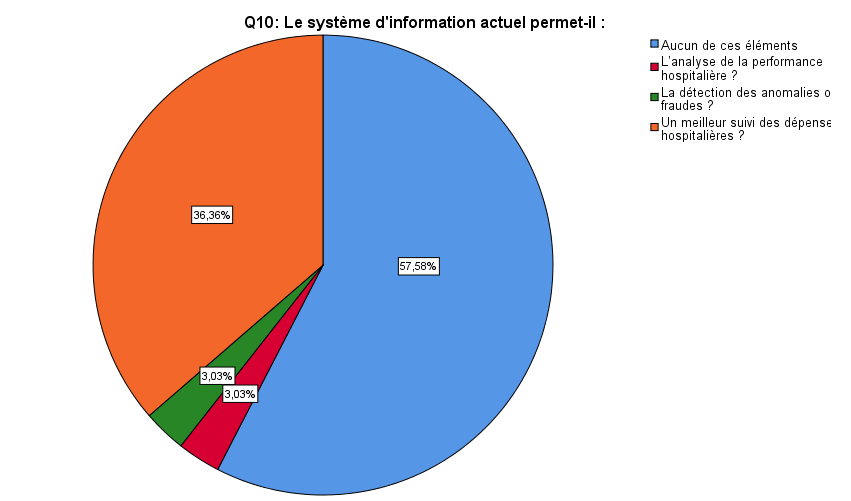 Q10: Le système d'information actuel permet-il :
Aucun de ces éléments
L'analyse de la performance
hospitalière ?
La détection des anomalies o
fraudes ?
Un meilleur suivi des dépense
hospitalières ?
36,36%
57,58%
3,03%
3,03%